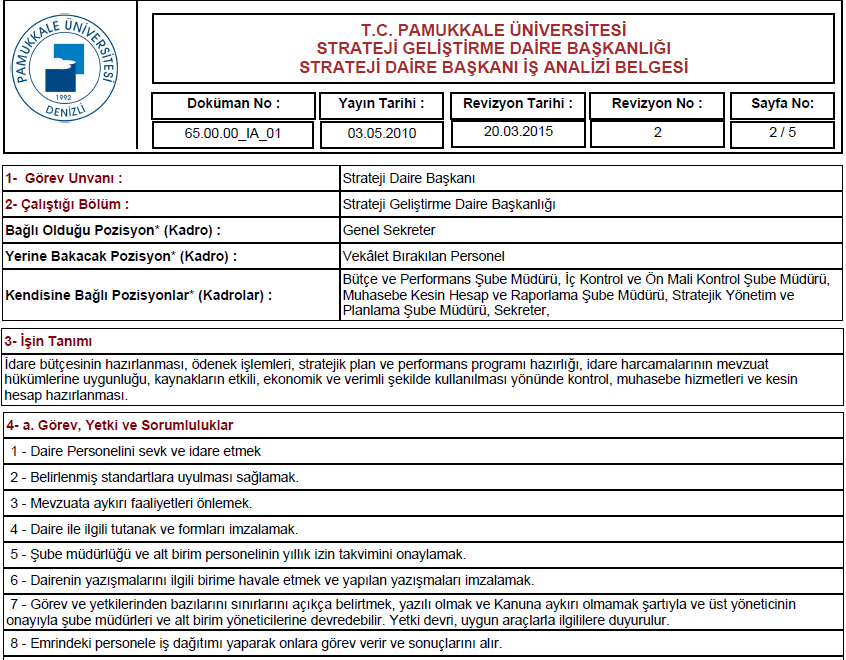 PAMUKKALE ÜNİVERSİTESİ
1992
DENİZLİ
T.C. PAMUKKALE ÜNİVERSİTESİ
STRATEJİ GELİŞTİRME DAİRE BAŞKANLIĞI
STRATEJİ DAİRE BAŞKANI İŞ ANALİZİ BELGESİ
Doküman No : Yayın Tarihi : Revizyon Tarihi : Revizyon No : Sayfa No:
65.00.00_IA_01 03.05.2010 20.03.2015 2 2 / 5
1- Görev Unvanı : Strateji Daire Başkanı
2- Çalıştığı Bölüm : Strateji Geliştirme Daire Başkanlığı
Bağlı Olduğu Pozisyon* (Kadro) : Genel Sekreter
Yerine Bakacak Pozisyon* (Kadro) : Vekâlet Bırakılan Personel
Kendisine Bağlı Pozisyonlar* (Kadrolar) : Bütçe ve Performans Şube Müdürü, İç Kontrol ve Ön Mali Kontrol Şube Müdürü,
Muhasebe Kesin Hesap ve Raporlama Şube Müdürü, Stratejik Yönetim ve
Planlama Şube Müdürü, Sekreter,
3- İşin Tanımı
İdare bütçesinin hazırlanması, ödenek işlemleri, stratejik plan ve performans programı hazırlığı, idare harcamalarının mevzuat
hükümlerine uygunluğu, kaynakların etkili, ekonomik ve verimli şekilde kullanılması yönünde kontrol, muhasebe hizmetleri ve kesin
hesap hazırlanması.
4- a. Görev, Yetki ve Sorumluluklar
1 - Daire Personelini sevk ve idare etmek
2 - Belirlenmiş standartlara uyulması sağlamak.
3 - Mevzuata aykırı faaliyetleri önlemek.
4 - Daire ile ilgili tutanak ve formları imzalamak.
5 - Şube müdürlüğü ve alt birim personelinin yıllık izin takvimini onaylamak.
6 - Dairenin yazışmalarını ilgili birime havale etmek ve yapılan yazışmaları imzalamak.
7 - Görev ve yetkilerinden bazılarını sınırlarını açıkça belirtmek, yazılı olmak ve Kanuna aykırı olmamak şartıyla ve üst yöneticinin
onayıyla şube müdürleri ve alt birim yöneticilerine devredebilir. Yetki devri, uygun araçlarla ilgililere duyurulur.
8 - Emrindeki personele iş dağıtımı yaparak onlara görev verir ve sonuçlarını alır.